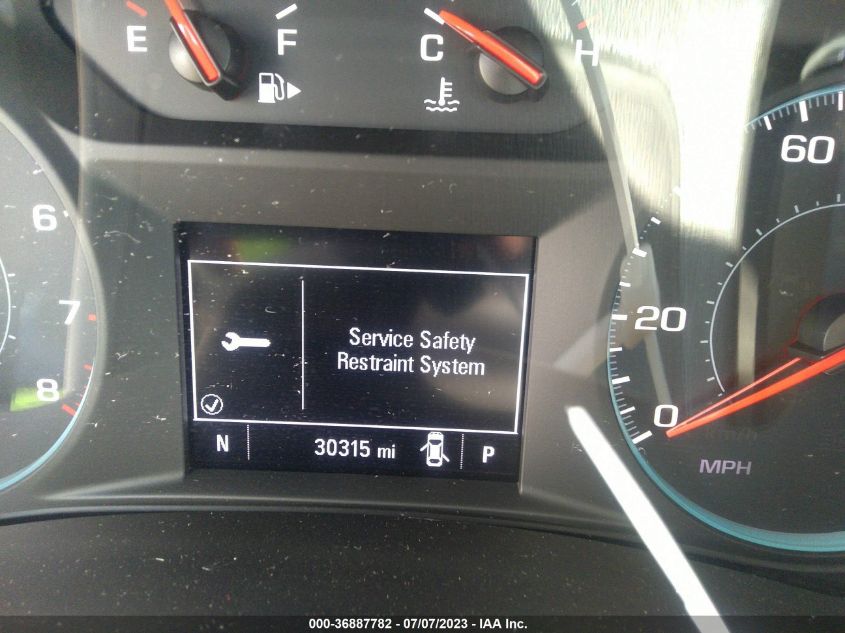 E
F
C
H
60
6
7
8
20
0
MPH
Service Safety
Restraint System
N
30315 mi
P
000-36887782 - 07/07/2023 - IAA Inc.